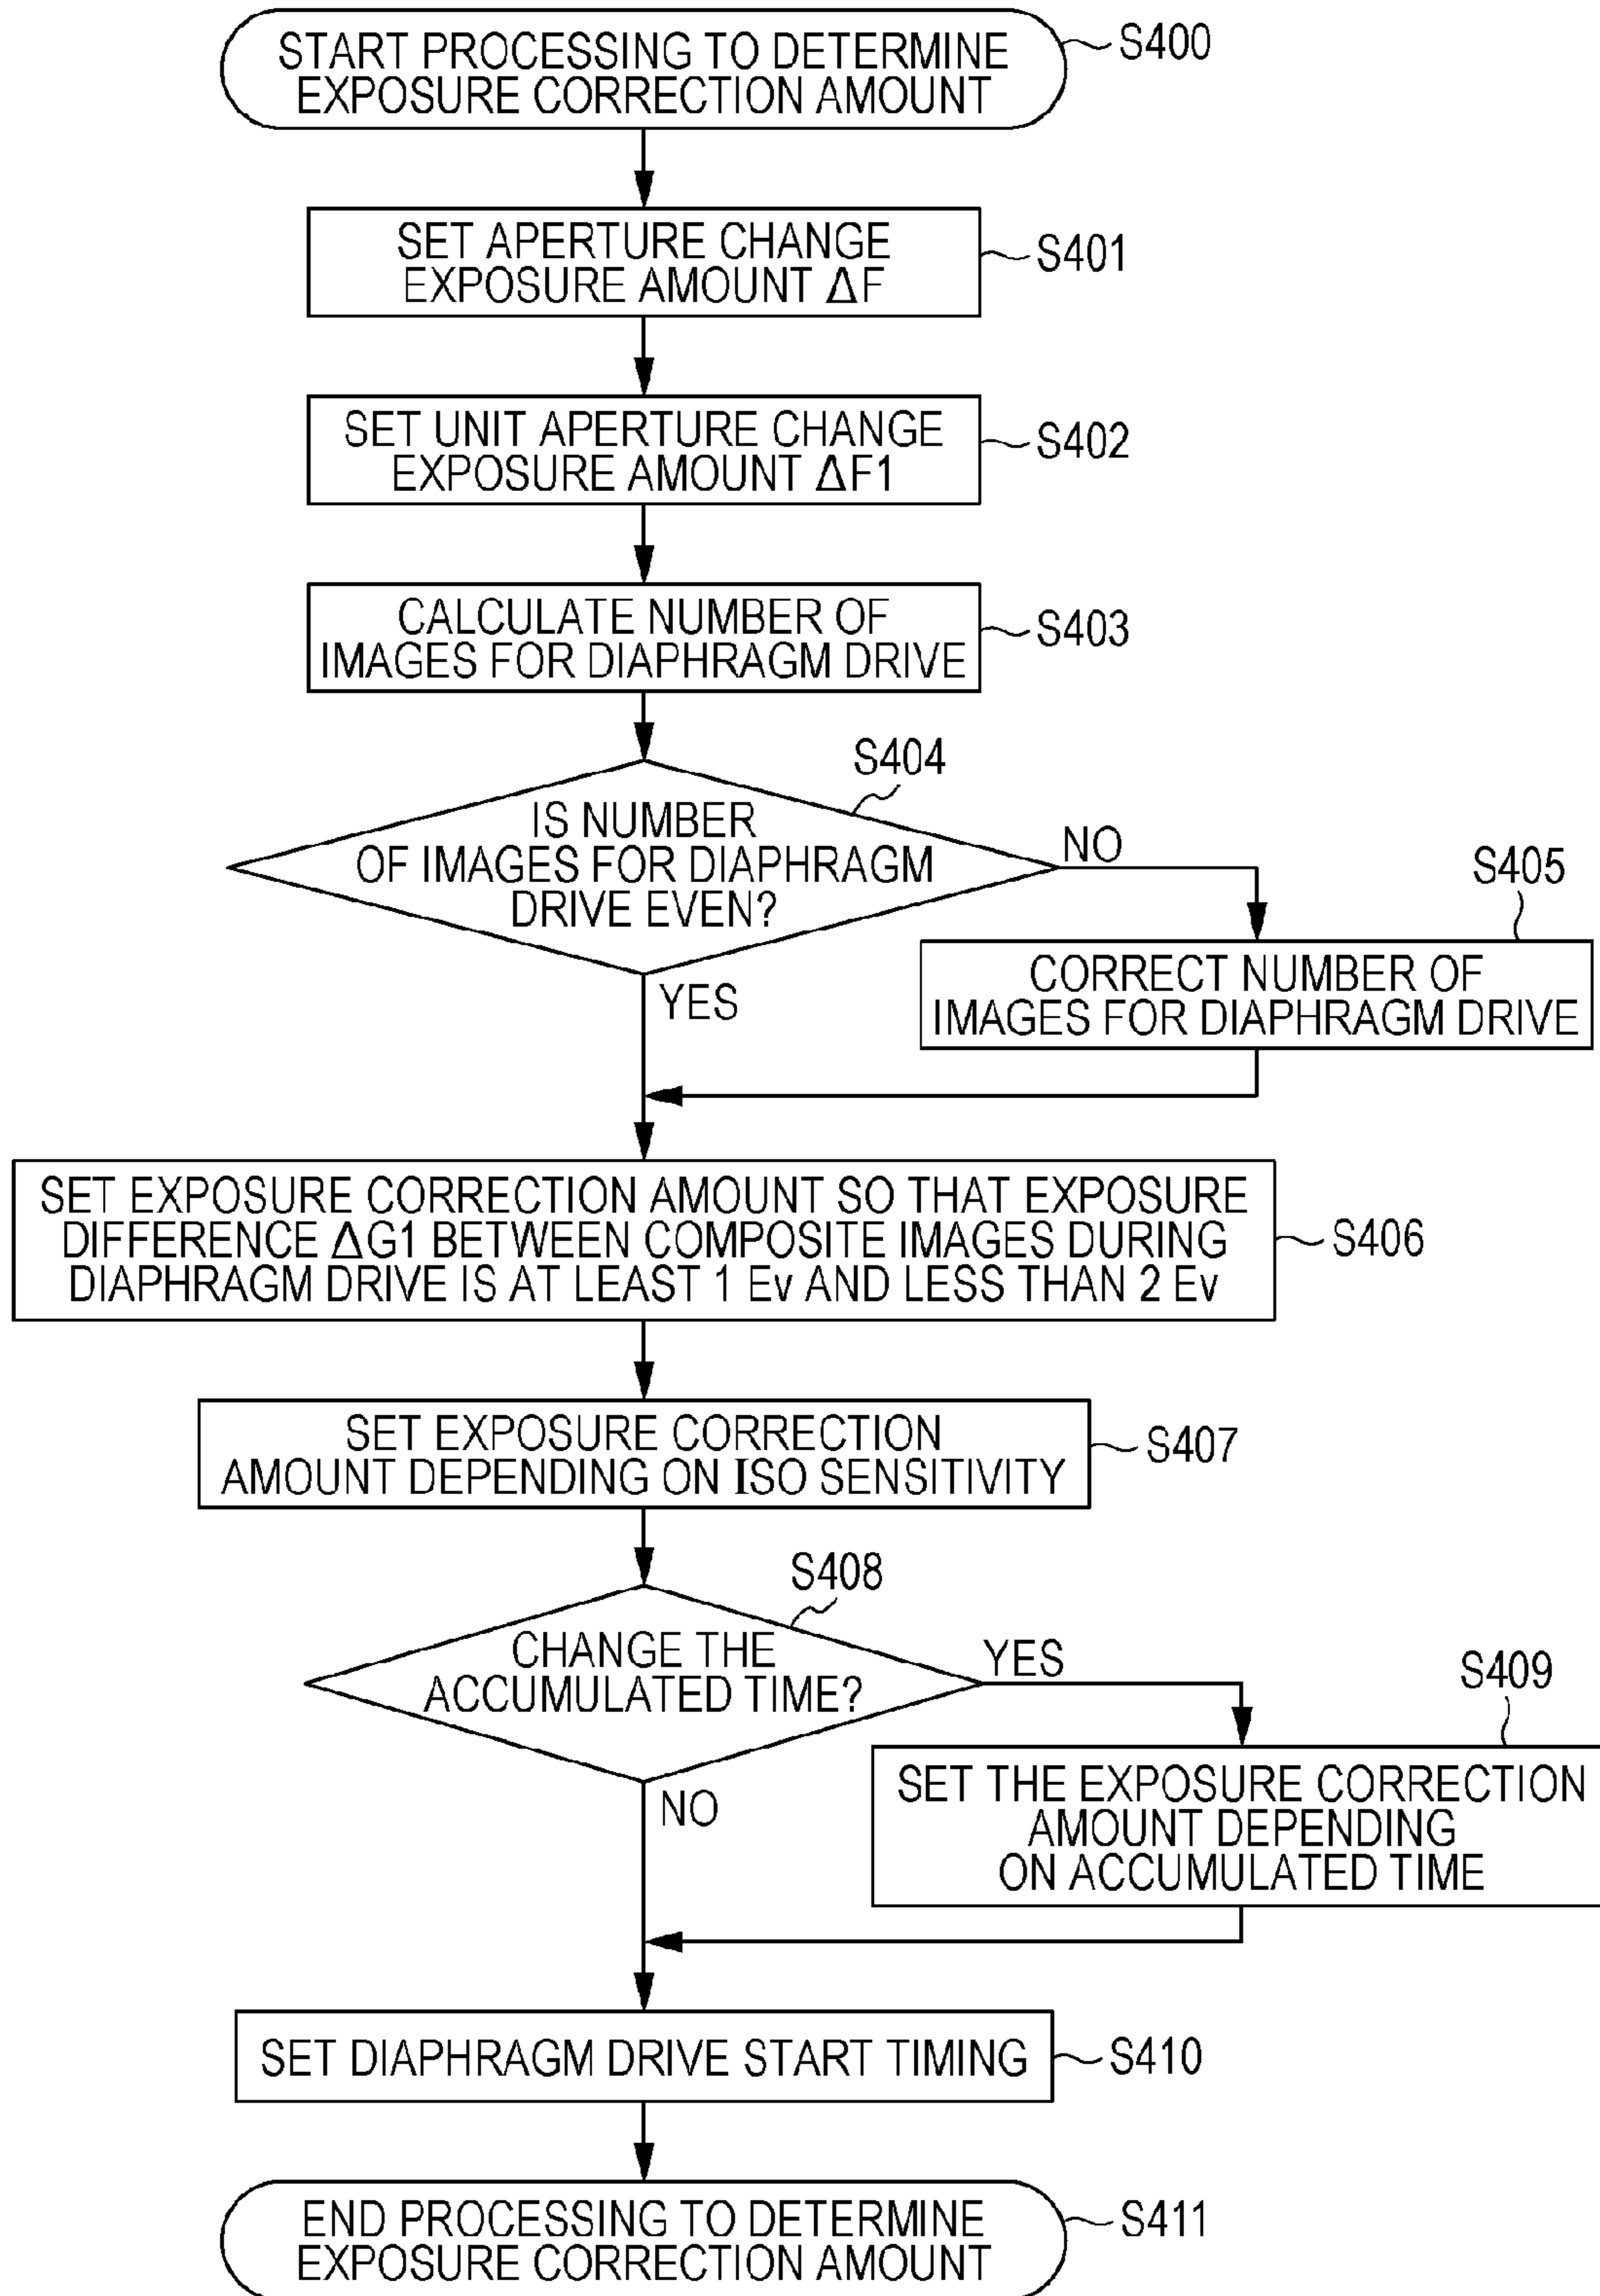 START PROCESSING TO DETERMINE
EXPOSURE CORRECTION AMOUNT
S400
SET APERTURE CHANGE
EXPOSURE AMOUNT ΔF
S401
SET UNIT APERTURE CHANGE
EXPOSURE AMOUNT ΔF1
S402
CALCULATE NUMBER OF
IMAGES FOR DIAPHRAGM DRIVE
S403
S404
IS NUMBER
OF IMAGES FOR DIAPHRAGM
DRIVE EVEN?
NO
YES
S405
CORRECT NUMBER OF
IMAGES FOR DIAPHRAGM DRIVE
SET EXPOSURE CORRECTION AMOUNT SO THAT EXPOSURE
DIFFERENCE ΔG1 BETWEEN COMPOSITE IMAGES DURING
DIAPHRAGM DRIVE IS AT LEAST 1 Ev AND LESS THAN 2 Ev
S406
SET EXPOSURE CORRECTION
AMOUNT DEPENDING ON ISO SENSITIVITY
S407
S408
CHANGE THE
ACCUMULATED TIME?
YES
NO
S409
SET THE EXPOSURE CORRECTION
AMOUNT DEPENDING
ON ACCUMULATED TIME
SET DIAPHRAGM DRIVE START TIMING
S410
END PROCESSING TO DETERMINE
EXPOSURE CORRECTION AMOUNT
S411